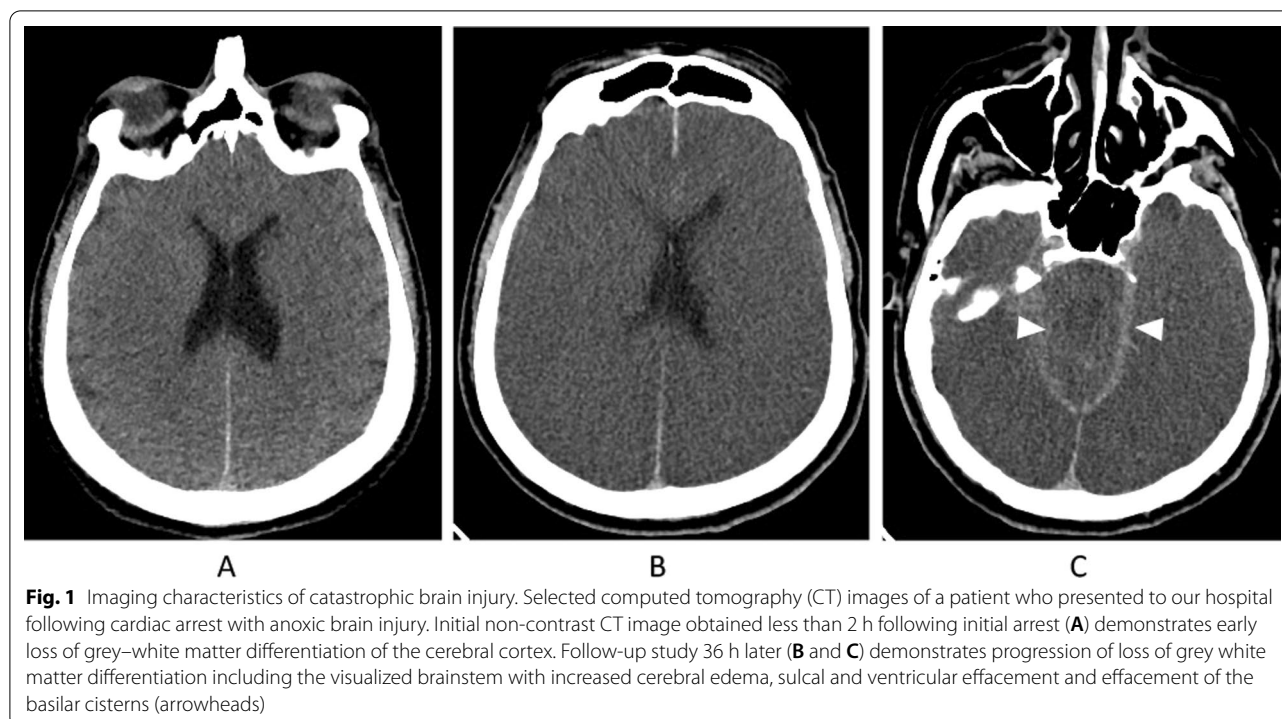 A
B
C
Fig. 1 Imaging characteristics of catastrophic brain injury. Selected computed tomography (CT) images of a patient who presented to our hospital
following cardiac arrest with anoxic brain injury. Initial non-contrast CT image obtained less than 2 h following initial arrest (A) demonstrates early
loss of grey–white matter differentiation of the cerebral cortex. Follow-up study 36 h later (B and C) demonstrates progression of loss of grey white
matter differentiation including the visualized brainstem with increased cerebral edema, sulcal and ventricular effacement and effacement of the
basilar cisterns (arrowheads)